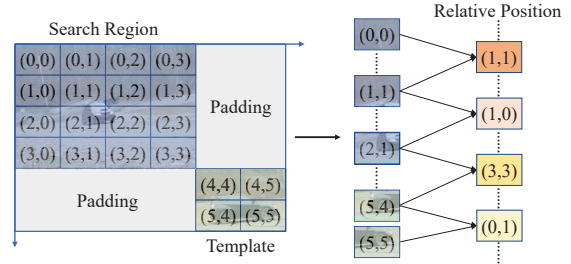 Search Region
(0,0) (0,1) (0,2) (0,3)
(1,0) (1,1) (1,2) (1,3)
(2,0) (2,1) (2,2) (2,3)
(3,0) (3,1) (3,2) (3,3)
Padding
Padding
(4,4) (4,5)
(5,4) (5,5)
Template
Relative Position
(0,0)
(1,1)
(2,1)
(5,4)
(5,5)
(1,1)
(1,0)
(3,3)
(0,1)